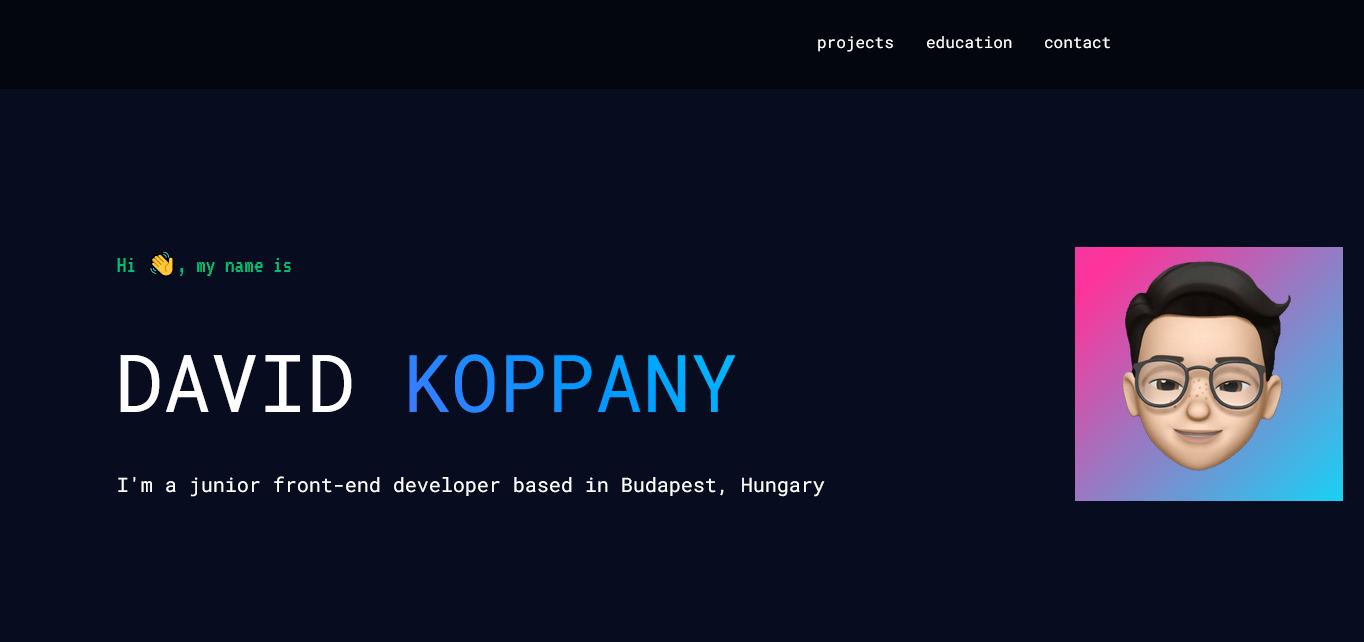 projects education contact
Hi 👋, my name is
DAVID KOPPANY
I'm a junior front-end developer based in Budapest, Hungary